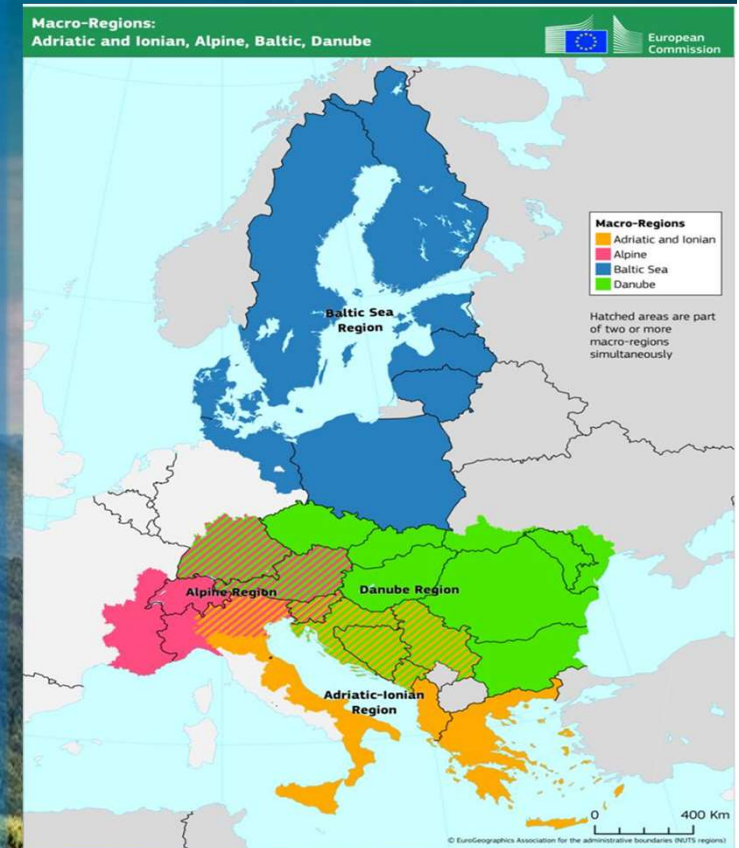 Macro-Regions:
Adriatic and Ionian, Alpine, Baltic, Danube
European
Commission
Macro-Regions
Adriatic and Ionian
Alpine
Baltic Sea
Danube
Hatched areas are part
of two or more
macro-regions
simultaneously
Baltic Sea
Region
Alpine Region
Danube Region
Adriatic-Ionian
Region
0 400 Km
© EuroGeographics Association for the administrative boundaries (NUTS regions)